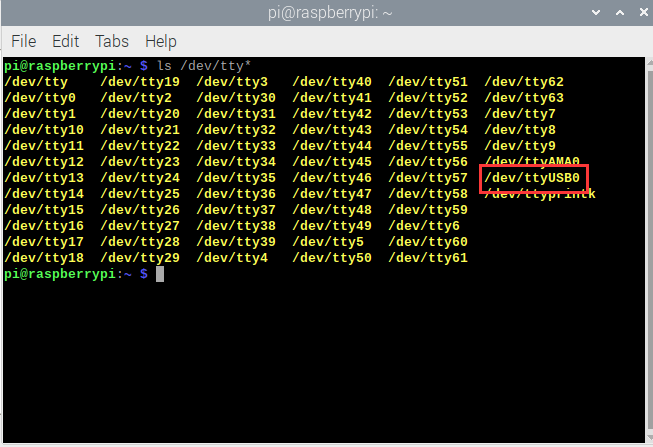 pi@raspberrypi: ~
File Edit Tabs Help
pi@raspberrypi:~ $ ls /dev/tty*
/dev/tty /dev/tty19 /dev/tty3 /dev/tty40 /dev/tty51 /dev/tty62
/dev/tty0 /dev/tty2 /dev/tty30 /dev/tty41 /dev/tty52 /dev/tty63
/dev/tty1 /dev/tty20 /dev/tty31 /dev/tty42 /dev/tty53 /dev/tty7
/dev/tty10 /dev/tty21 /dev/tty32 /dev/tty43 /dev/tty54 /dev/tty8
/dev/tty11 /dev/tty22 /dev/tty33 /dev/tty44 /dev/tty55 /dev/tty9
/dev/tty12 /dev/tty23 /dev/tty34 /dev/tty45 /dev/tty56 /dev/ttyAMA0
/dev/tty13 /dev/tty24 /dev/tty35 /dev/tty46 /dev/tty57 /dev/ttyUSB0
/dev/tty14 /dev/tty25 /dev/tty36 /dev/tty47 /dev/tty58 /dev/ttyprintk
/dev/tty15 /dev/tty26 /dev/tty37 /dev/tty48 /dev/tty59
/dev/tty16 /dev/tty27 /dev/tty38 /dev/tty49 /dev/tty6
/dev/tty17 /dev/tty28 /dev/tty39 /dev/tty5 /dev/tty60
/dev/tty18 /dev/tty29 /dev/tty4 /dev/tty50 /dev/tty61
pi@raspberrypi:~ $